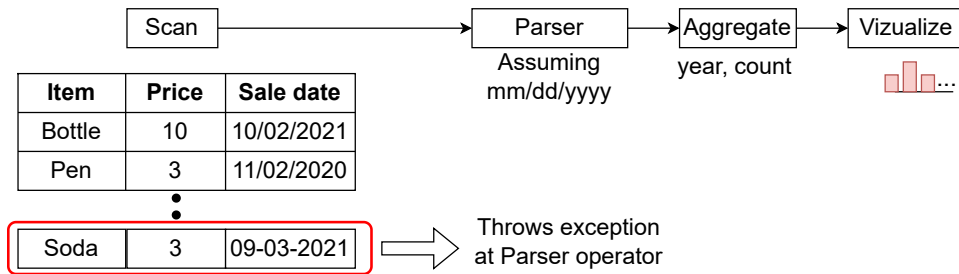 Scan
Parser
Aggregate
Vizualize
Assuming
mm/dd/yyyy
year, count
...
Item Price Sale date
Bottle 10 10/02/2021
Pen 3 11/02/2020
Soda 3 09-03-2021
Throws exception
at Parser operator